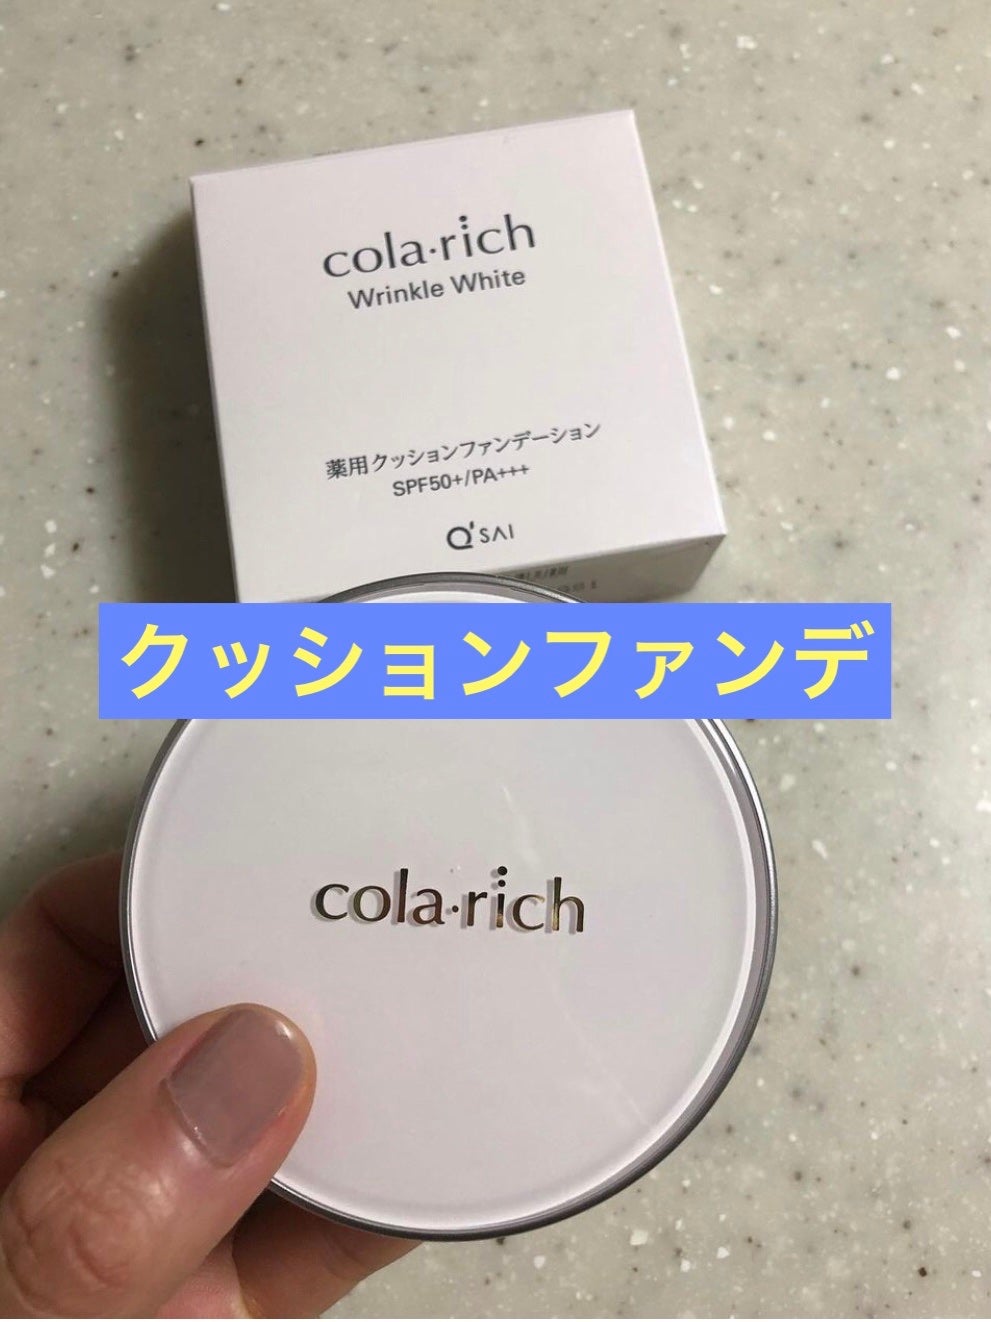 cola·rich
Wrinkle White
薬用クッションファンデーション
SPF50+/PA+++
Q'SAI
クッションファンデ
cola·rich